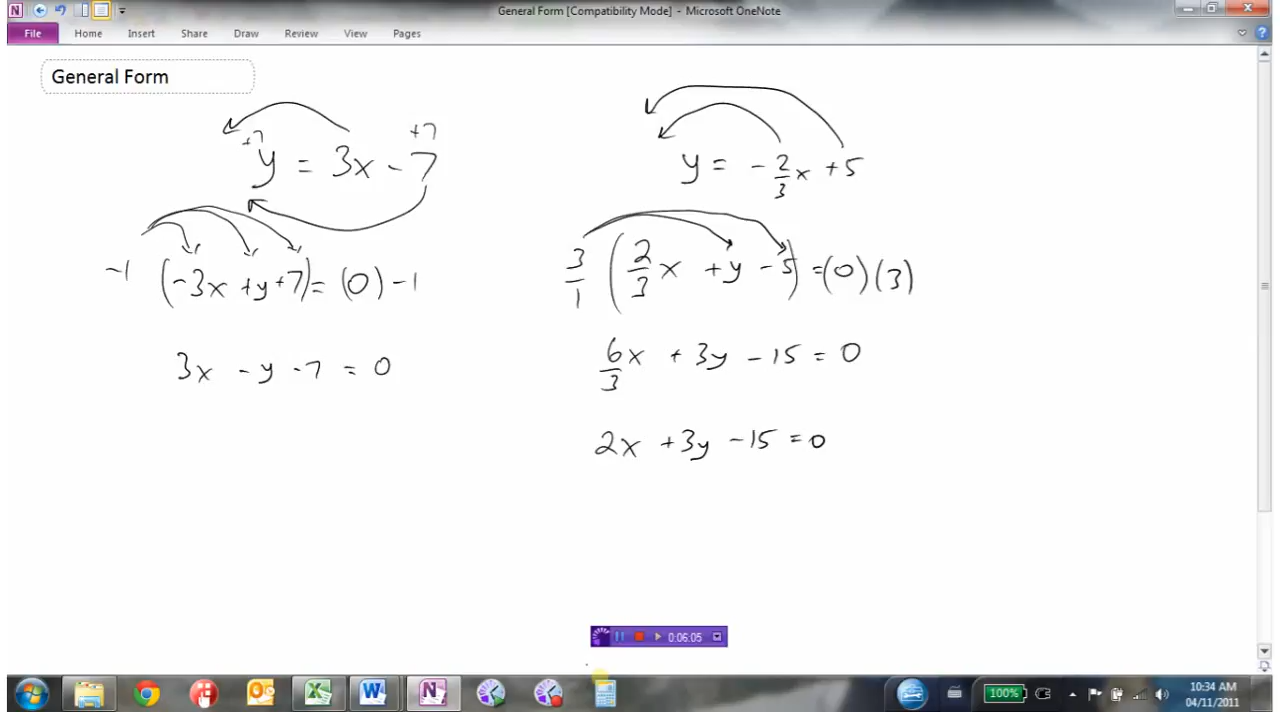 General Form [Compatibility Mode] - Microsoft OneNote
File Home Insert Share Draw Review View Pages
General Form
+7 +7
y = 3x - 7
-1 (-3x + y + 7) = (0) -1
3x - y - 7 = 0
y = -2/3 x + 5
3/1 (2/3 x + y - 5) = (0)(3)
6/3 x + 3y - 15 = 0
2x + 3y - 15 = 0
0:06:05
100%
10:34 AM
04/11/2011